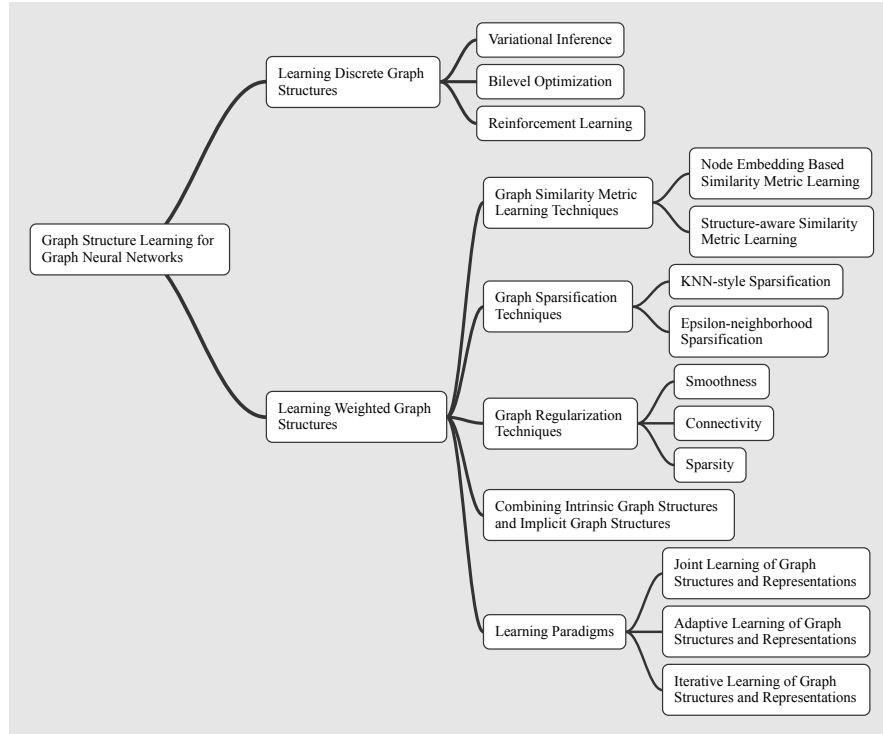 Graph Structure Learning for
Graph Neural Networks
Learning Discrete Graph
Structures
Variational Inference
Bilevel Optimization
Reinforcement Learning
Learning Weighted Graph
Structures
Graph Similarity Metric
Learning Techniques
Node Embedding Based
Similarity Metric Learning
Structure-aware Similarity
Metric Learning
Graph Sparsification
Techniques
KNN-style Sparsification
Epsilon-neighborhood
Sparsification
Graph Regularization
Techniques
Smoothness
Connectivity
Sparsity
Combining Intrinsic Graph Structures
and Implicit Graph Structures
Learning Paradigms
Joint Learning of Graph
Structures and Representations
Adaptive Learning of Graph
Structures and Representations
Iterative Learning of Graph
Structures and Representations